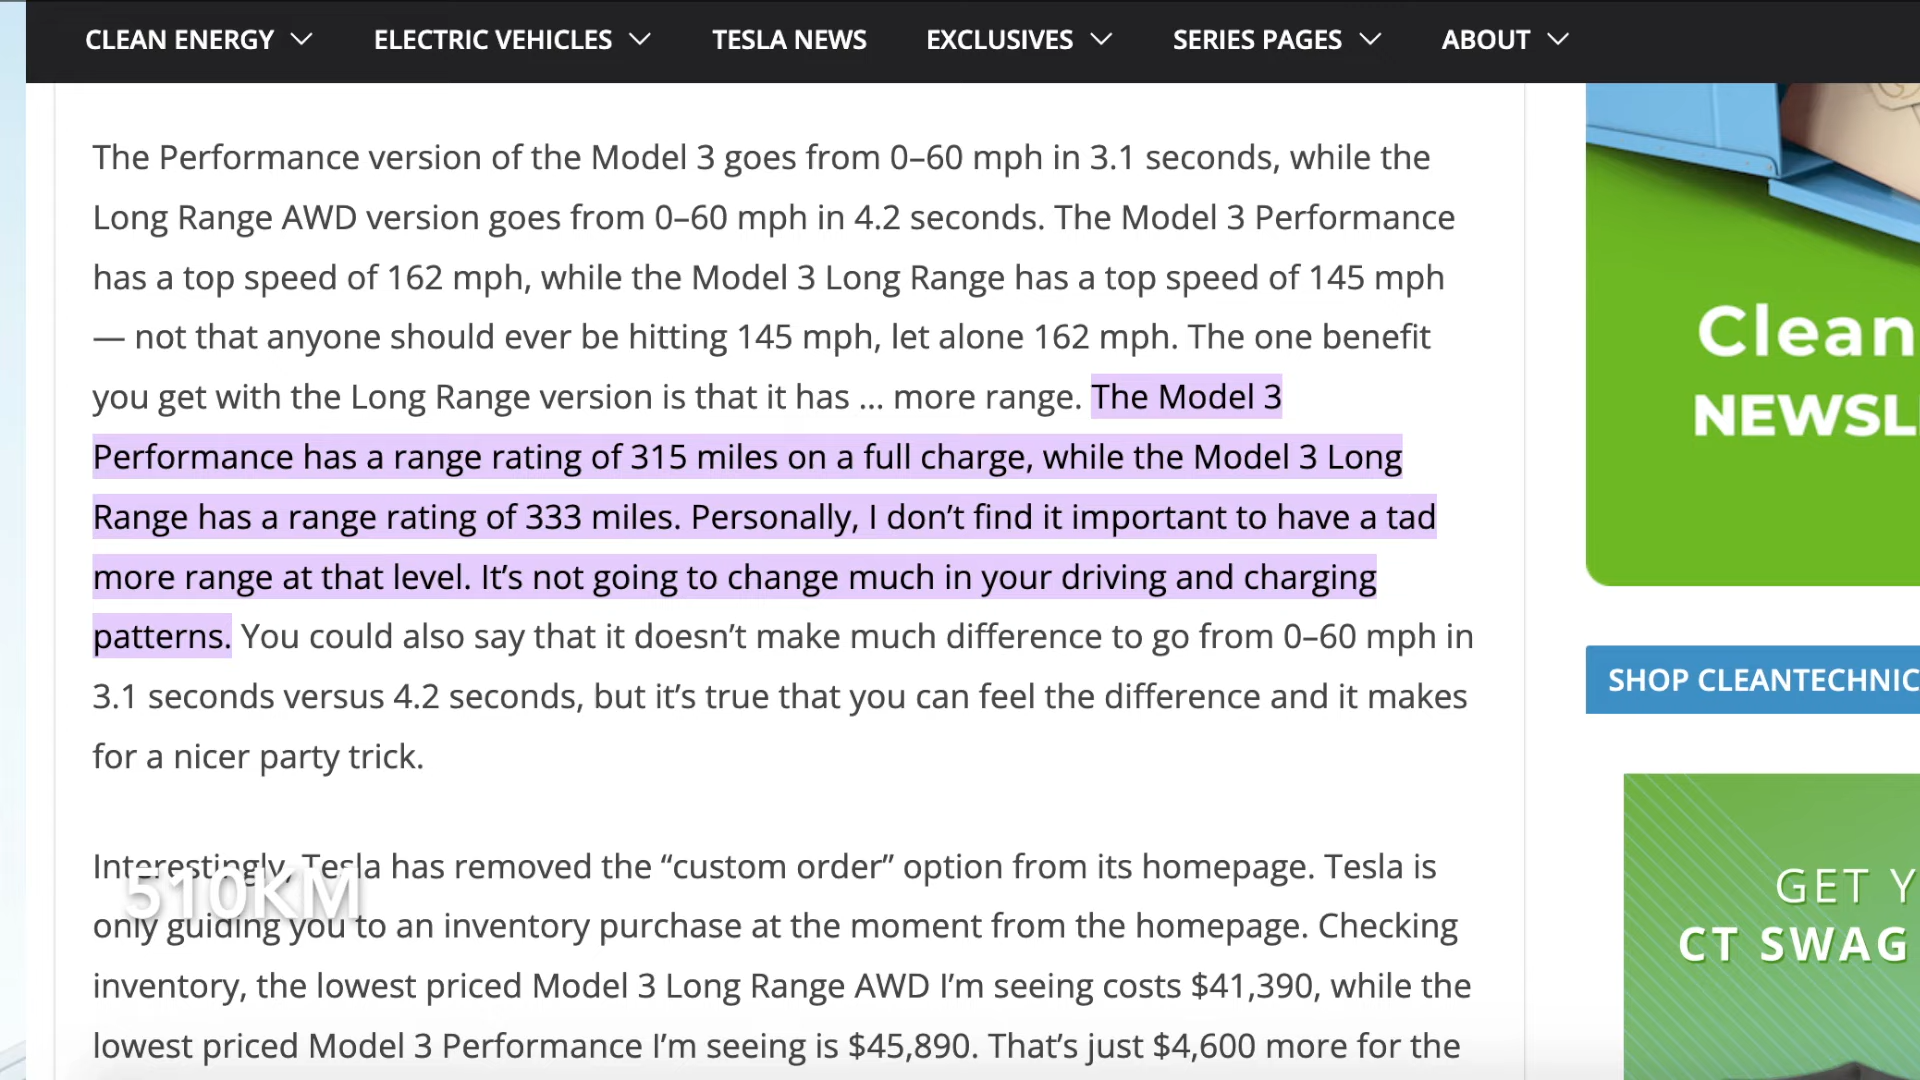 CLEAN ENERGY ELECTRIC VEHICLES TESLA NEWS EXCLUSIVES SERIES PAGES ABOUT
The Performance version of the Model 3 goes from 0–60 mph in 3.1 seconds, while the
Long Range AWD version goes from 0–60 mph in 4.2 seconds. The Model 3 Performance
has a top speed of 162 mph, while the Model 3 Long Range has a top speed of 145 mph
— not that anyone should ever be hitting 145 mph, let alone 162 mph. The one benefit
you get with the Long Range version is that it has … more range. The Model 3
Performance has a range rating of 315 miles on a full charge, while the Model 3 Long
Range has a range rating of 333 miles. Personally, I don’t find it important to have a tad
more range at that level. It’s not going to change much in your driving and charging
patterns. You could also say that it doesn’t make much difference to go from 0–60 mph in
3.1 seconds versus 4.2 seconds, but it’s true that you can feel the difference and it makes
for a nicer party trick.
Interestingly, Tesla has removed the “custom order” option from its homepage. Tesla is
only guiding you to an inventory purchase at the moment from the homepage. Checking
inventory, the lowest priced Model 3 Long Range AWD I’m seeing costs $41,390, while the
lowest priced Model 3 Performance I’m seeing is $45,890. That’s just $4,600 more for the
510KM
Clean
NEWSL
SHOP CLEANTECHNIC
GET Y
CT SWAG